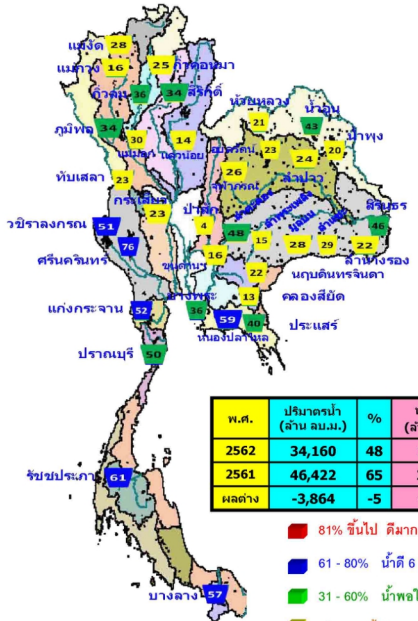 แม่งัด 28
แม่กวง 16
25 กิ่วคอหมา
กิ่วลม 36
34 สิริกิติ์
ภูมิพล 34
30
14
แควน้อย
ทับเสลา
23
กระเสียว
23
ห้วยหลวง
21
น้ำอูน
43
น้ำพุง
20
อุบลรัตน์
23
24
ลำปาว
26
จุฬาภรณ์
ป่าสัก
4
48
15
28
29
22
สิรินธร
46
ลำนางรอง
16
ขุนด่านฯ
22
นฤบดินทรจินดา
13
คลองสียัด
วชิราลงกรณ
51
76
ศรีนครินทร์
แก่งกระจาน
52
36
59
หนองปลาไหล
40
ประแสร์
ปราณบุรี
50
รัชชประภา
61
บางลาง
57
พ.ศ. ปริมาตรน้ำ %
(ล้าน ลบ.ม.)
2562 34,160 48
2561 46,422 65
ผลต่าง -3,864 -5
81% ขึ้นไป ดีมาก
61 - 80% น้ำดี 6
31 - 60%